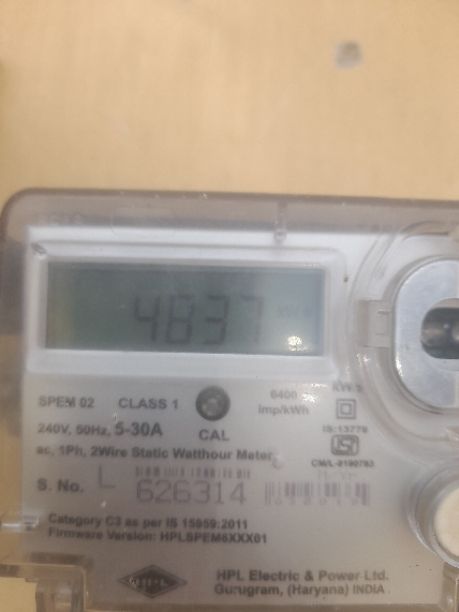 4837 kWh
SPEM 02 CLASS 1 6400
imp/kWh
240V, 50Hz, 5-30A CAL IS:13779
ac, 1Ph, 2Wire Static Watthour Meter
S. No. L 626314
Category C3 as per IS 15959:2011
Firmware Version: HPLSPEM6XXX01
HPL
HPL Electric & Power Ltd.
Gurugram, (Haryana) INDIA